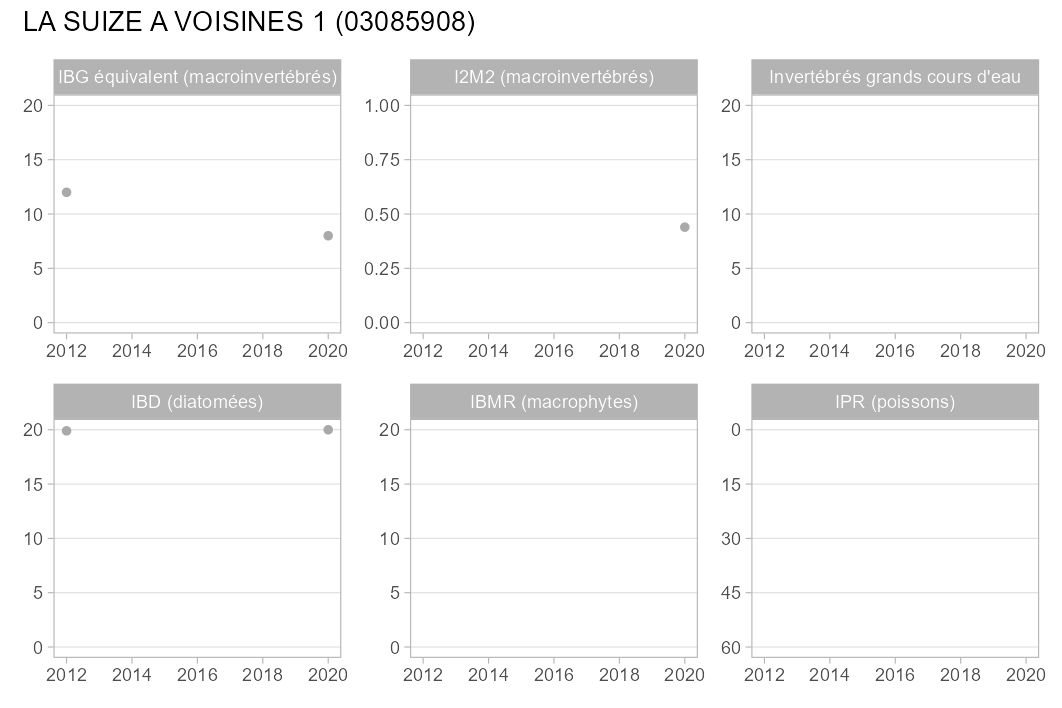 LA SUIZE A VOISINES 1 (03085908)
IBG équivalent (macroinvertébrés)
I2M2 (macroinvertébrés)
Invertébrés grands cours d'eau
20
15
10
5
0
1.00
0.75
0.50
0.25
0.00
20
15
10
5
0
2012 2014 2016 2018 2020
2012 2014 2016 2018 2020
2012 2014 2016 2018 2020
IBD (diatomées)
IBMR (macrophytes)
IPR (poissons)
20
15
10
5
0
20
15
10
5
0
0
15
30
45
60
2012 2014 2016 2018 2020
2012 2014 2016 2018 2020
2012 2014 2016 2018 2020